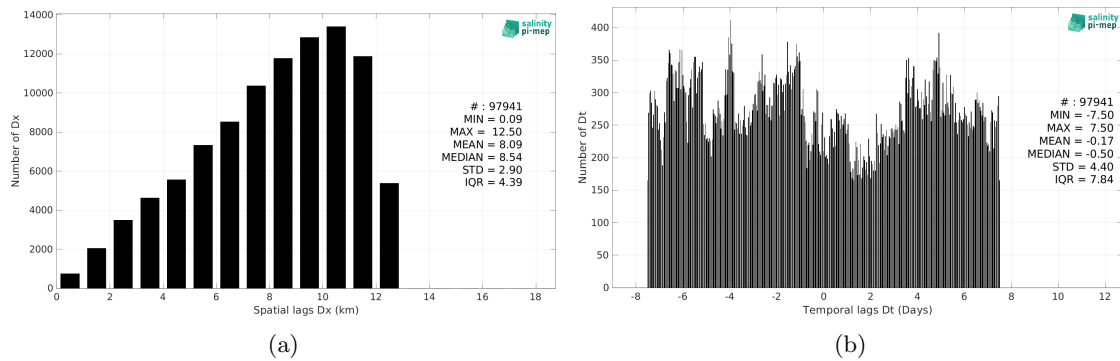 14000
12000
10000
8000
6000
4000
2000
0
Number of Dx
0 2 4 6 8 10 12 14 16 18
Spatial lags Dx (km)
salinity
pi-mep
# : 97941
MIN = 0.09
MAX = 12.50
MEAN = 8.09
MEDIAN = 8.54
STD = 2.90
IQR = 4.39
(a)
400
350
300
250
200
150
100
50
0
Number of Dt
-8 -6 -4 -2 0 2 4 6 8 10 12
Temporal lags Dt (Days)
salinity
pi-mep
# : 97941
MIN = -7.50
MAX = 7.50
MEAN = -0.17
MEDIAN = -0.50
STD = 4.40
IQR = 7.84
(b)